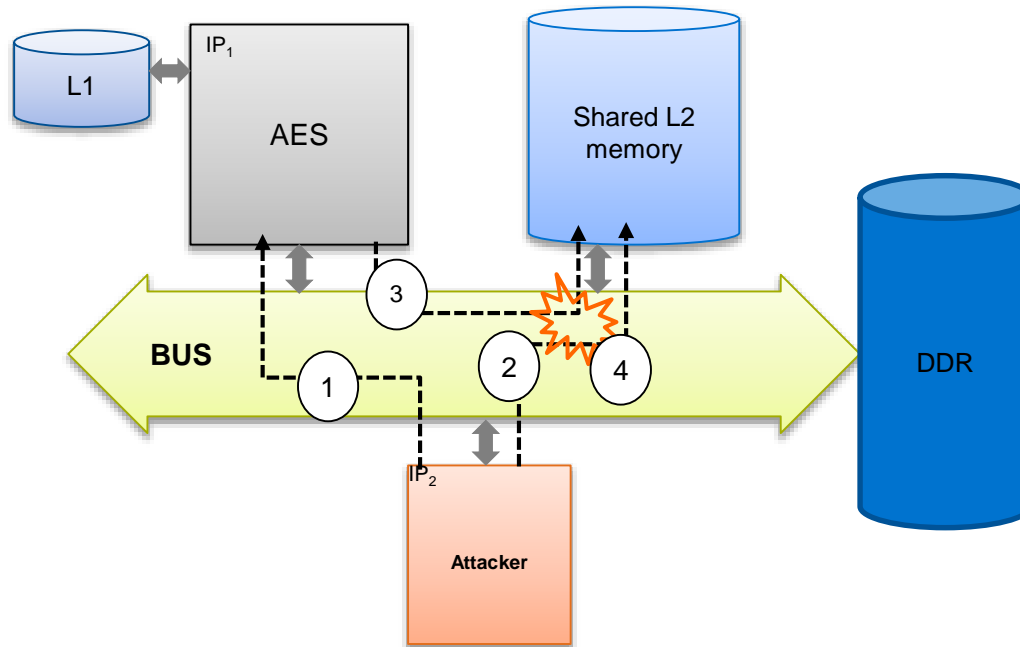 IP₁
L1
AES
Shared L2
memory
3
BUS
1
2
4
DDR
IP₂
Attacker